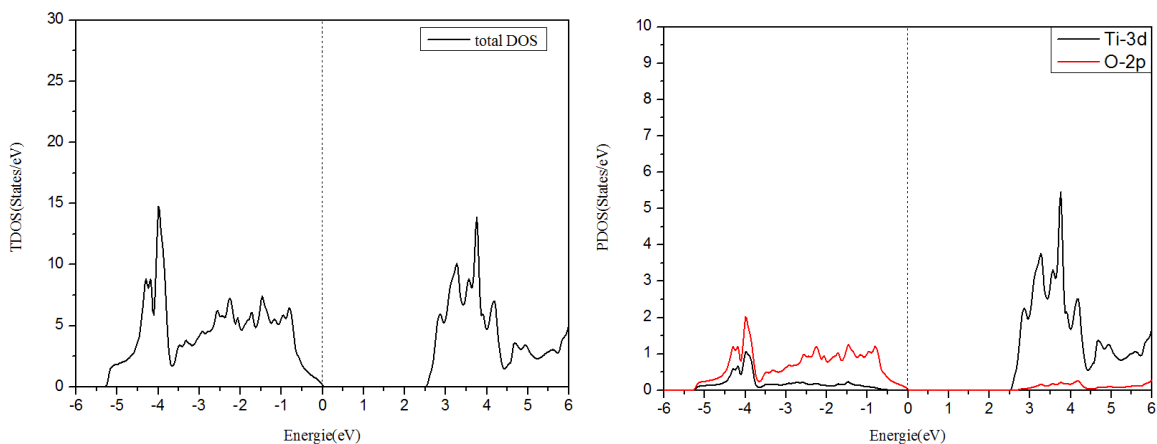 30
25
20
15
10
5
0
TDOS(States/eV)
total DOS
-6 -5 -4 -3 -2 -1 0 1 2 3 4 5 6
Energie(eV)
10
9
8
7
6
5
4
3
2
1
0
PDOS(States/eV)
Ti-3d
O-2p
-6 -5 -4 -3 -2 -1 0 1 2 3 4 5 6
Energie(eV)